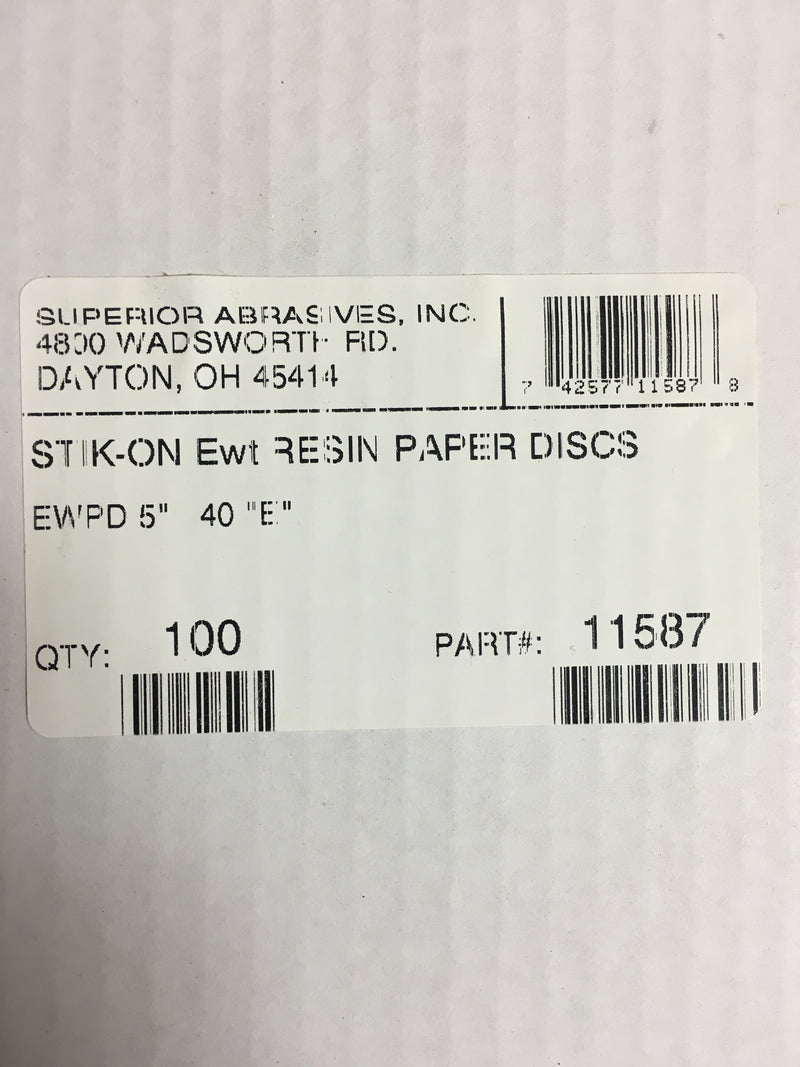 SUPERIOR ABRASIVES, INC.
4800 WADSWORTH RD.
DAYTON, OH 45414
7 42577 11587 8
STIK-ON Ewt RESIN PAPER DISCS
EWPD 5" 40 "E"
QTY: 100
PART#: 11587